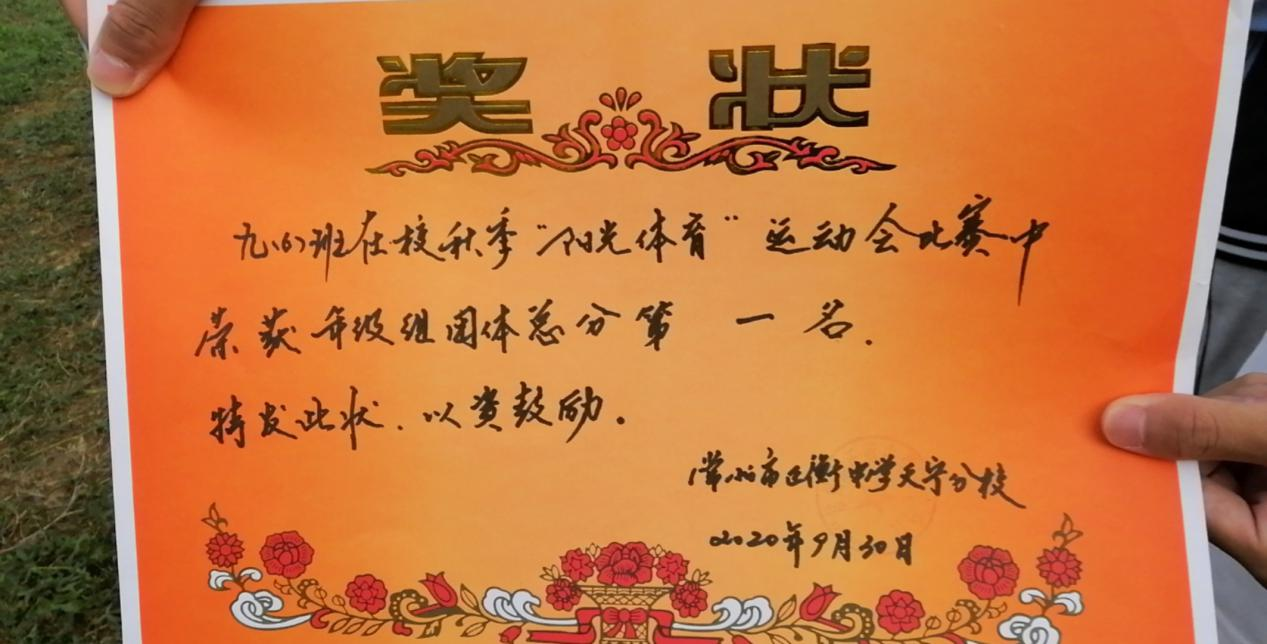 奖状
九(6)班在校秋季“阳光体育”运动会比赛中
荣获年级组团体总分第 一 名.
特发此状.以资鼓励.
常州市正衡中学天宁分校
2020年9月30日